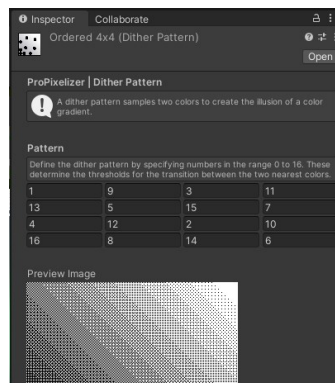 Inspector Collaborate
Ordered 4x4 (Dither Pattern)
Open
ProPixelizer | Dither Pattern
A dither pattern samples two colors to create the illusion of a color
gradient.
Pattern
Define the dither pattern by specifying numbers in the range 0 to 16. These
determine the thresholds for the transition between the two nearest colors.
1 9 3 11
13 5 15 7
4 12 2 10
16 8 14 6
Preview Image